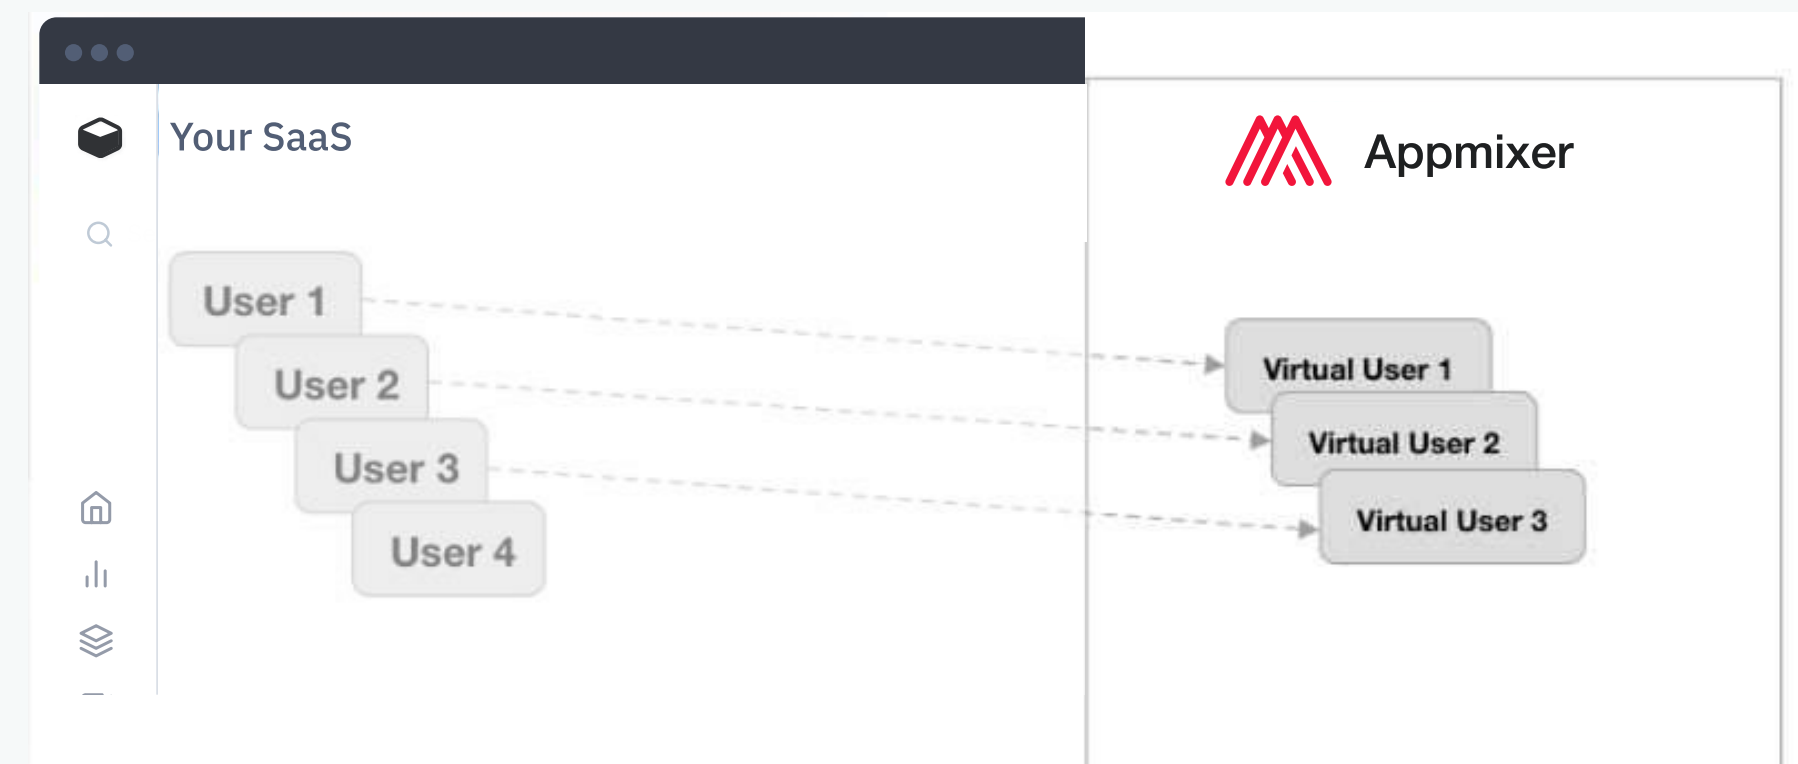 Your SaaS
Appmixer
User 1
User 2
User 3
User 4
Virtual User 1
Virtual User 2
Virtual User 3